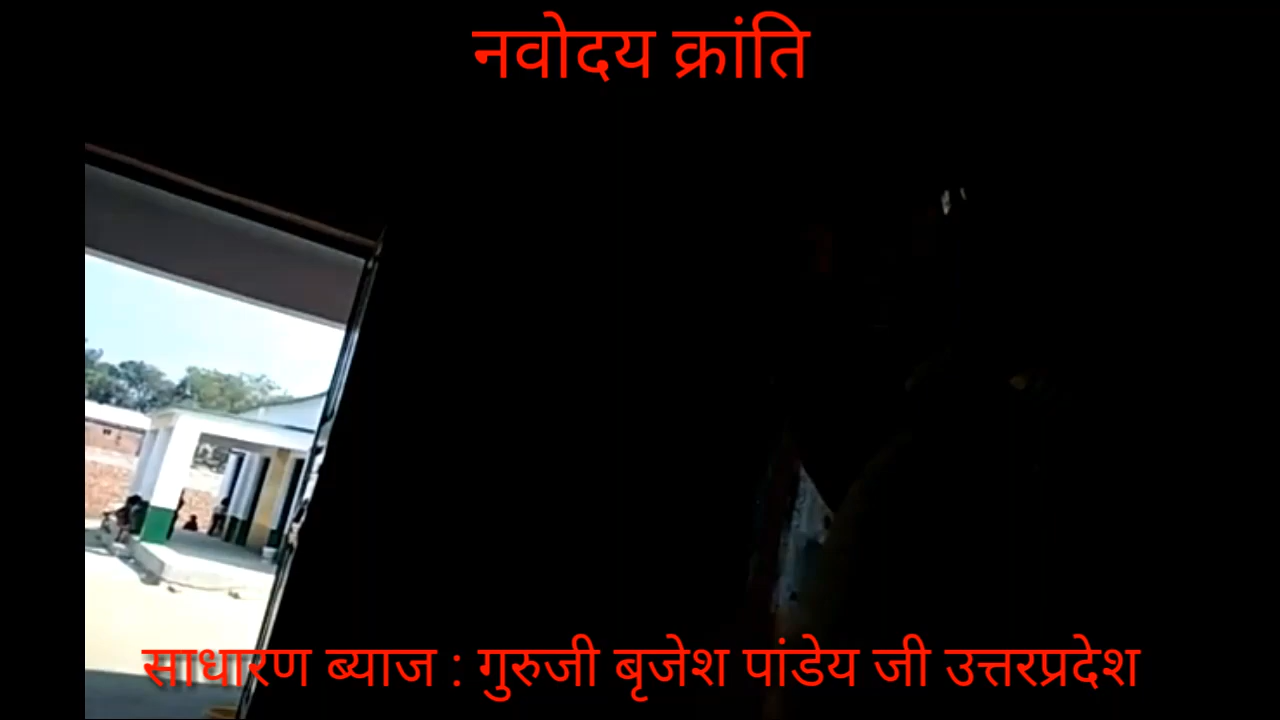 नवोदय क्रांति
साधारण ब्याज : गुरुजी बृजेश पांडेय जी उत्तरप्रदेश